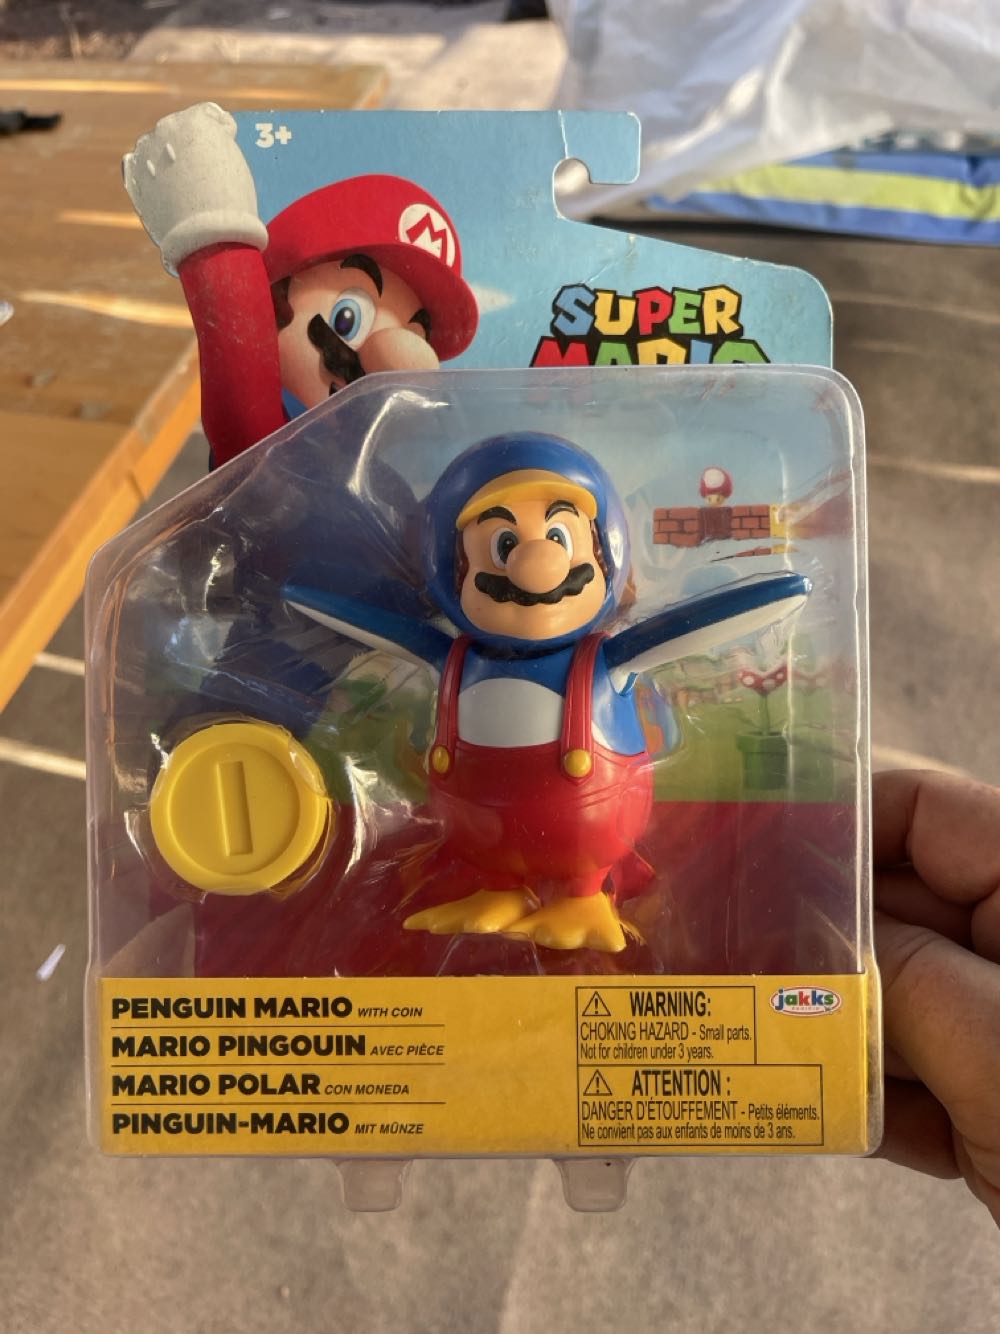 3+
M
SUPER
MARIO
PENGUIN MARIO WITH COIN
MARIO PINGOUIN AVEC PIÈCE
MARIO POLAR CON MONEDA
PINGUIN-MARIO MIT MÜNZE
WARNING:
CHOKING HAZARD - Small parts.
Not for children under 3 years.
ATTENTION :
DANGER D'ÉTOUFFEMENT - Petits éléments.
Ne convient pas aux enfants de moins de 3 ans.
jakks